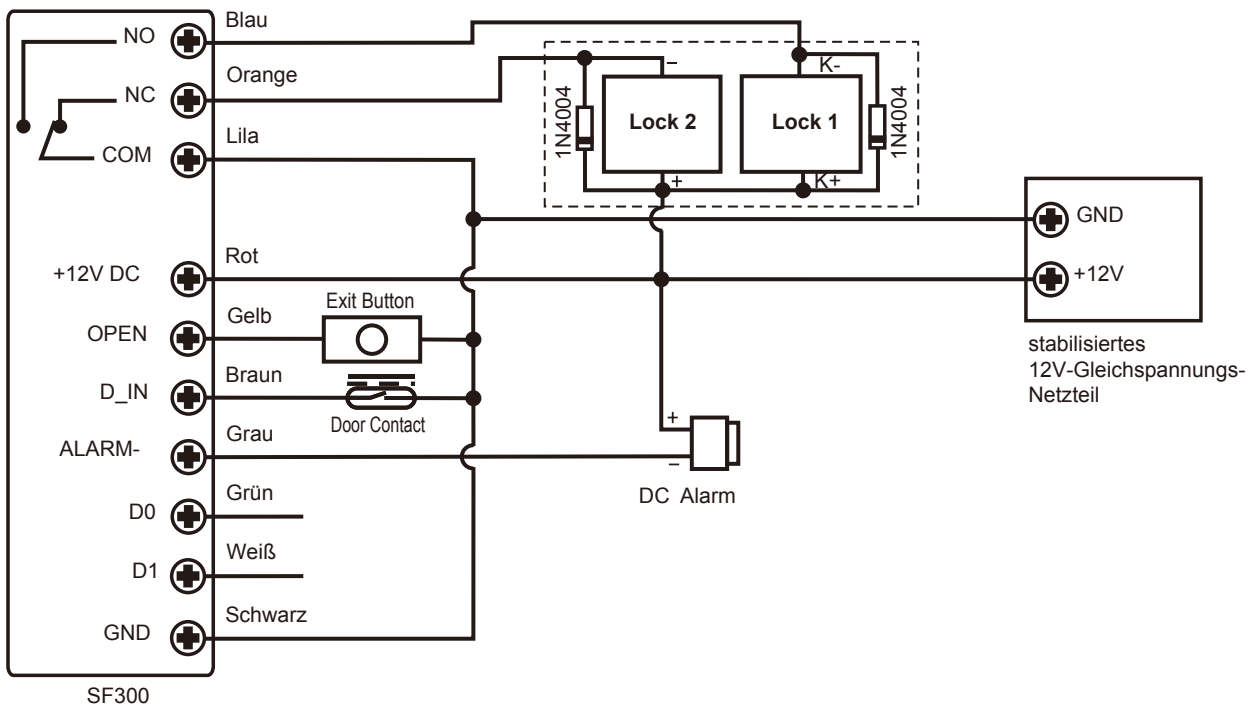 NO
Blau
NC
Orange
COM
Lila
1N4004
−
Lock 2
+
K-
Lock 1
K+
1N4004
GND
+12V
stabilisiertes
12V-Gleichspannungs-
Netzteil
+12V DC
Rot
OPEN
Gelb
Exit Button
D_IN
Braun
Door Contact
ALARM-
Grau
+
−
DC Alarm
D0
Grün
D1
Weiß
GND
Schwarz
SF300